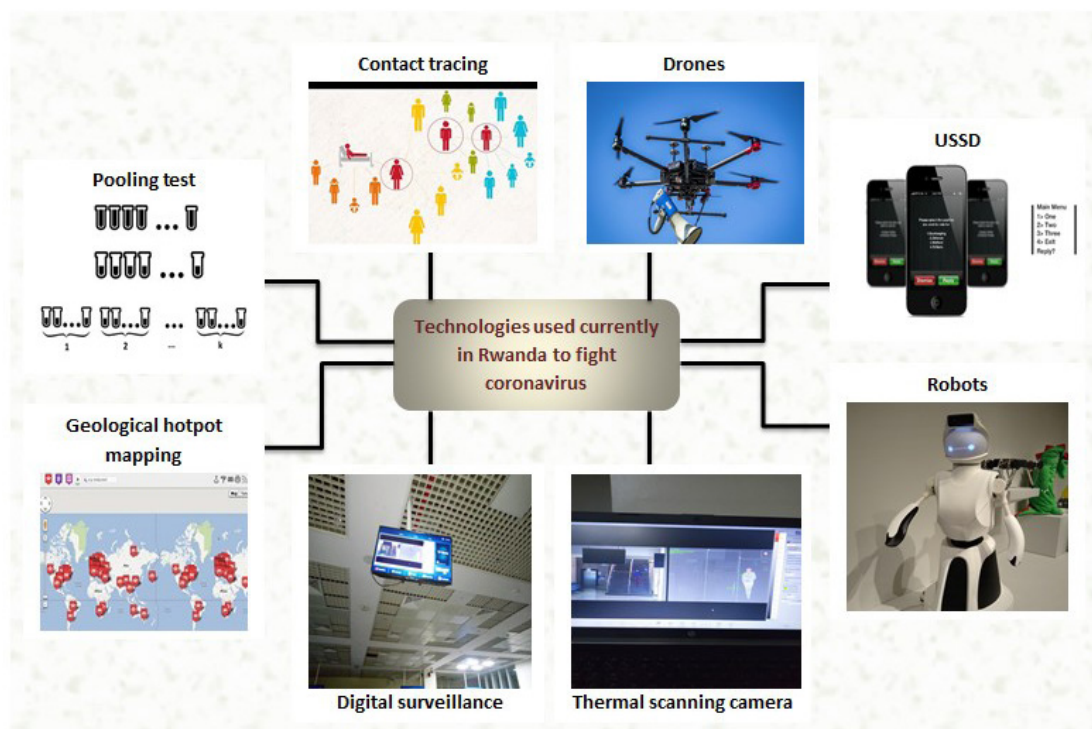 Contact tracing
Drones
USSD
Main Menu
1» One
2» Two
3» Three
4» Exit
Reply?
Pooling test
1
2
...
k
Technologies used currently
in Rwanda to fight
coronavirus
Robots
Geological hotpot
mapping
Digital surveillance
Thermal scanning camera